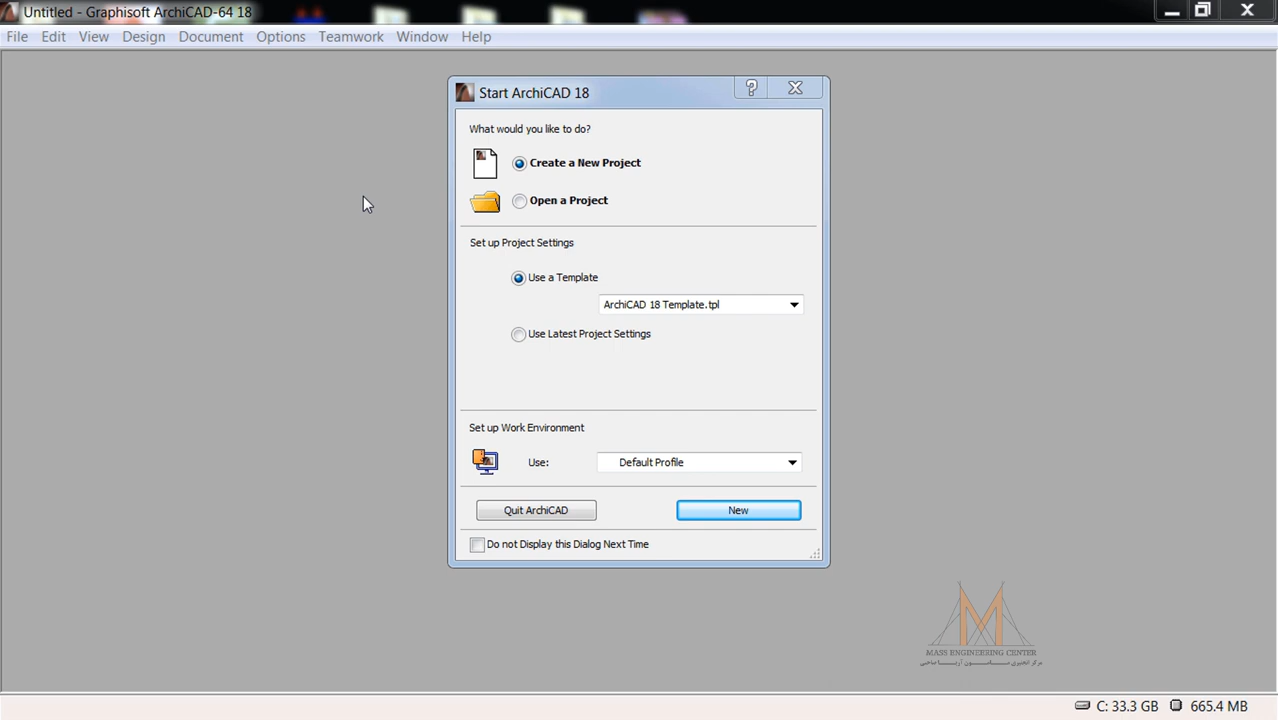 Untitled - Graphisoft ArchiCAD-64 18
File Edit View Design Document Options Teamwork Window Help
Start ArchiCAD 18
What would you like to do?
Create a New Project
Open a Project
Set up Project Settings
Use a Template
ArchiCAD 18 Template.tpl
Use Latest Project Settings
Set up Work Environment
Use: Default Profile
Quit ArchiCAD New
Do not Display this Dialog Next Time
MASS ENGINEERING CENTER
C: 33.3 GB 665.4 MB